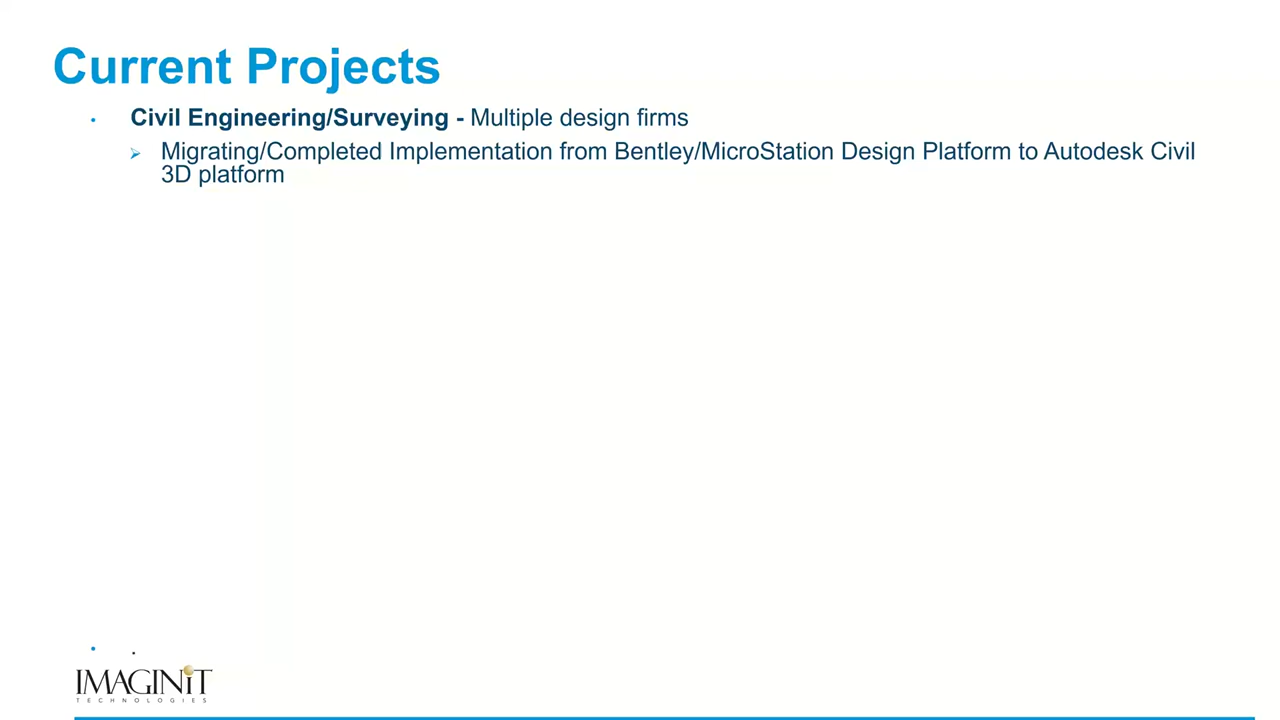 Current Projects
• Civil Engineering/Surveying - Multiple design firms
➢ Migrating/Completed Implementation from Bentley/MicroStation Design Platform to Autodesk Civil
3D platform
• .
IMAGINiT
TECHNOLOGIES